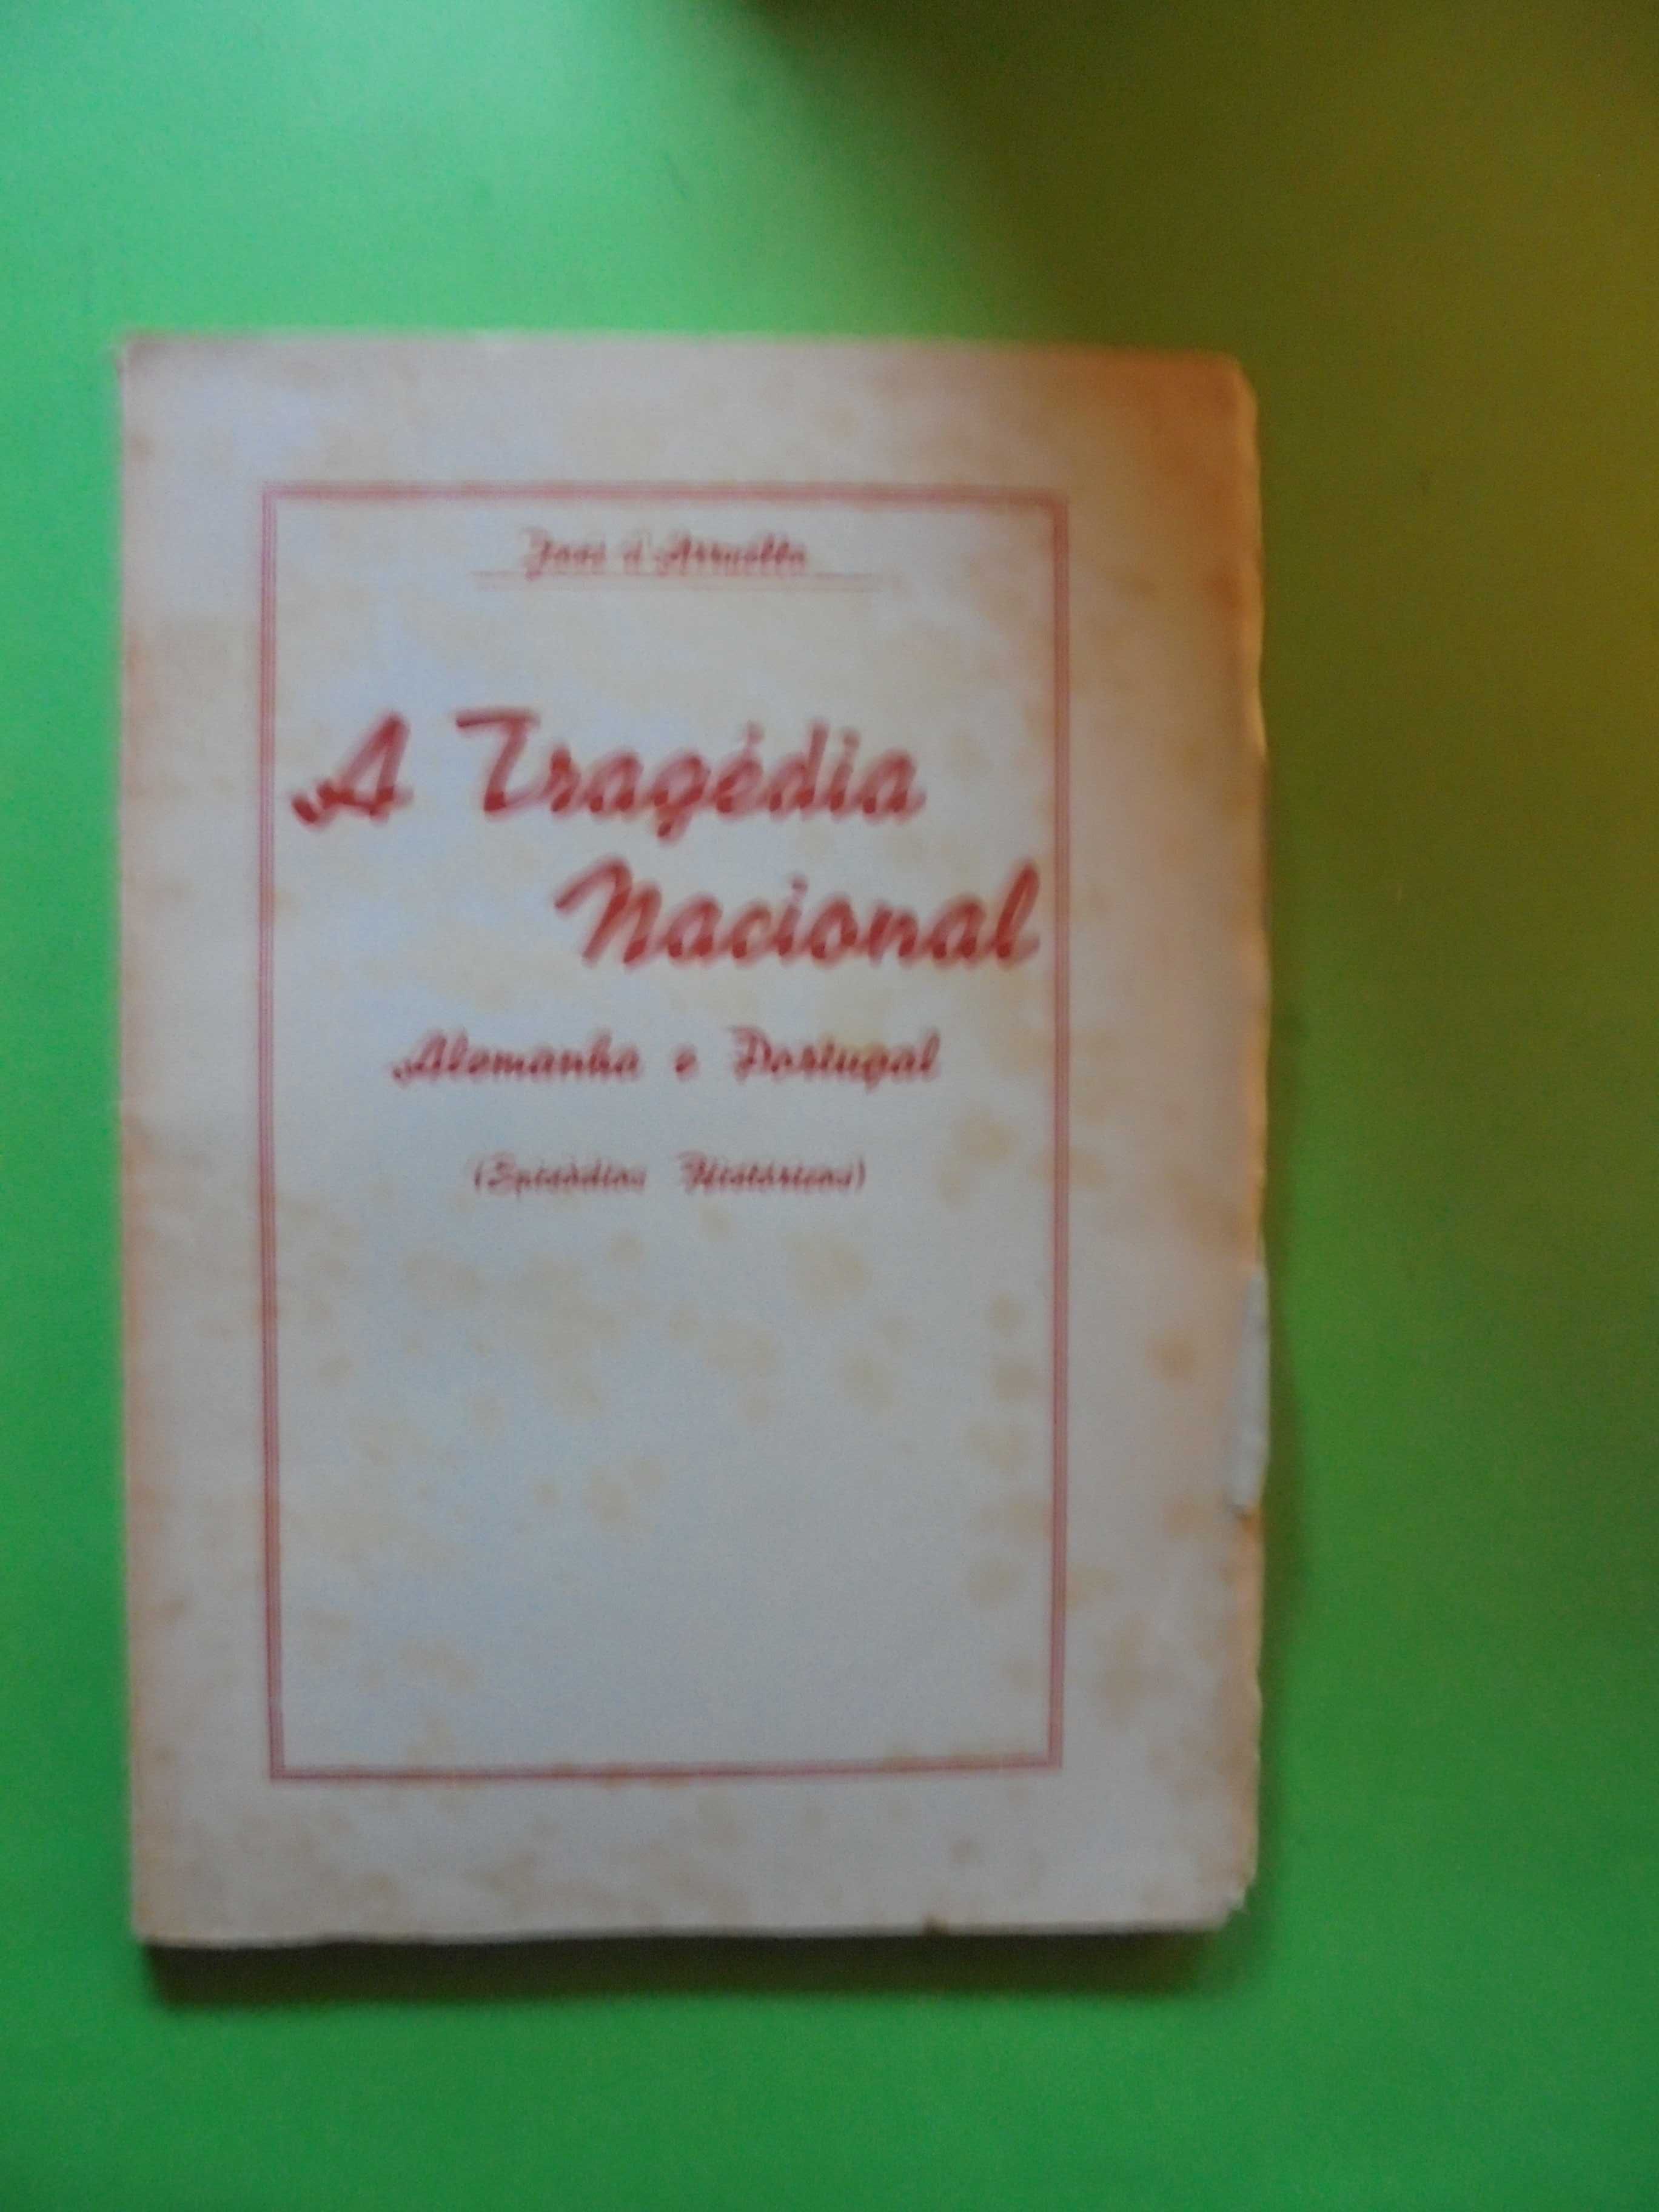 José d'Arruella
A Tragédia
Nacional
Alemanha e Portugal
(Episódios Históricos)